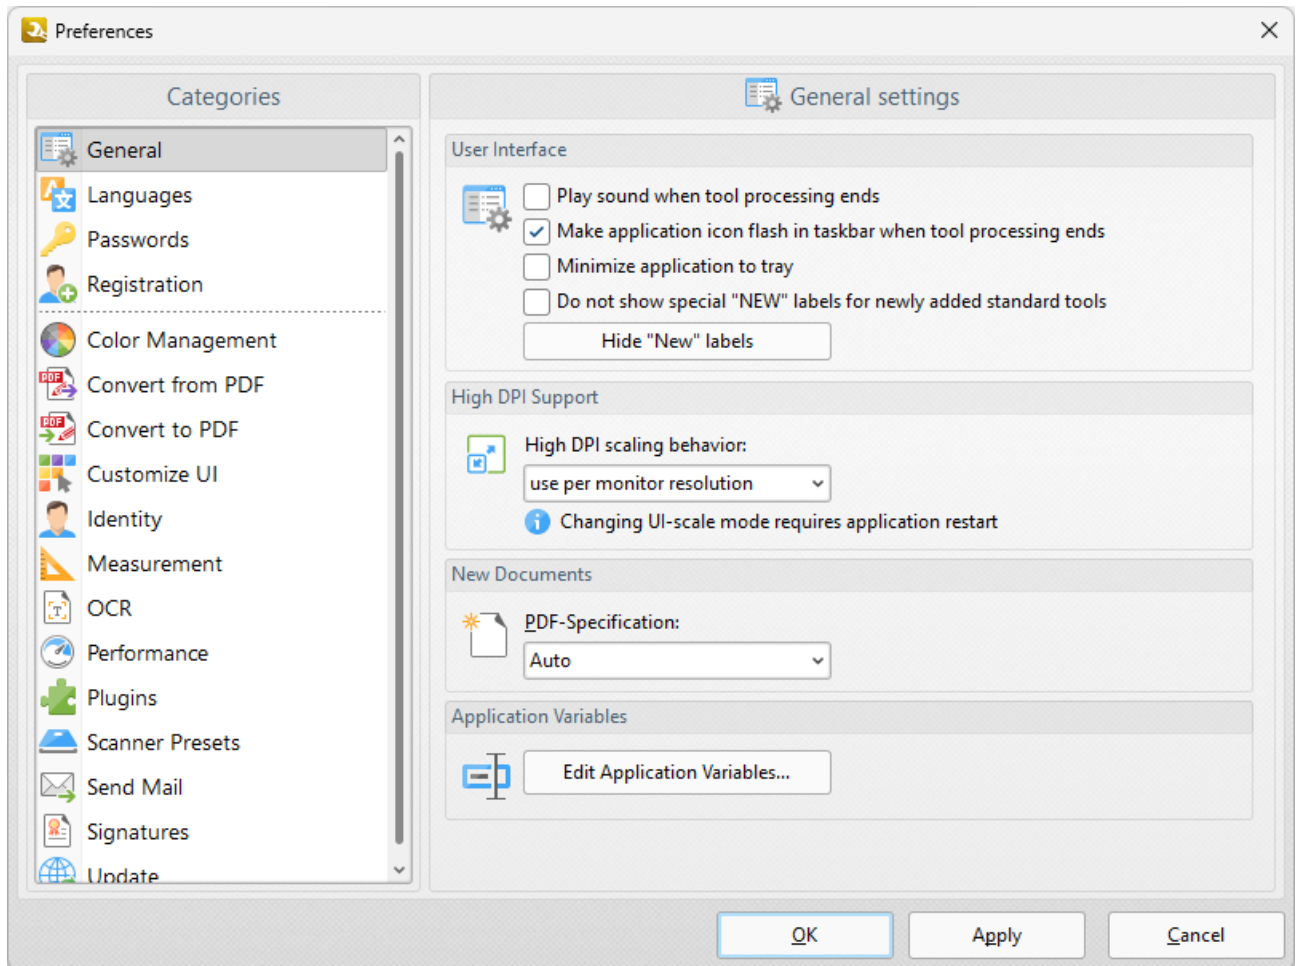 Preferences
Categories
General
Languages
Passwords
Registration
Color Management
Convert from PDF
Convert to PDF
Customize UI
Identity
Measurement
OCR
Performance
Plugins
Scanner Presets
Send Mail
Signatures
Update
General settings
User Interface
Play sound when tool processing ends
Make application icon flash in taskbar when tool processing ends
Minimize application to tray
Do not show special "NEW" labels for newly added standard tools
Hide "New" labels
High DPI Support
High DPI scaling behavior:
use per monitor resolution
Changing UI-scale mode requires application restart
New Documents
PDF-Specification:
Auto
Application Variables
Edit Application Variables...
OK
Apply
Cancel